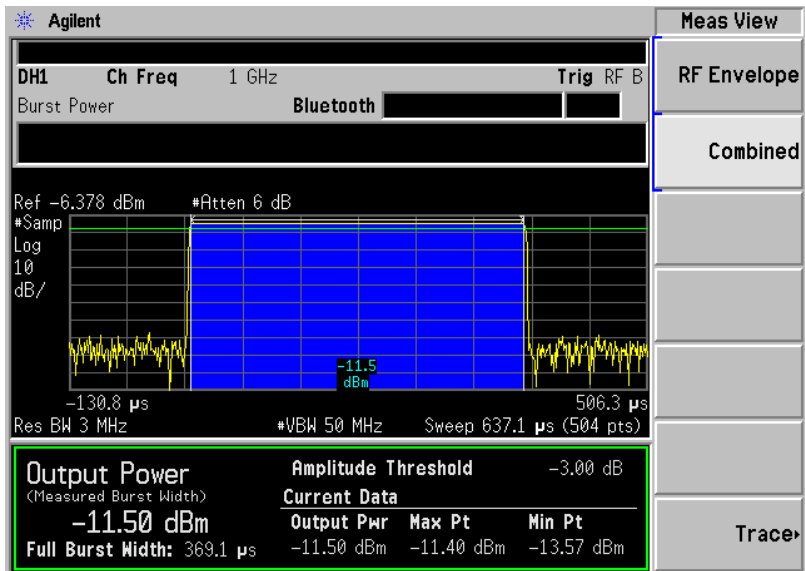 Agilent
Meas View
DH1 Ch Freq 1 GHz Trig RF B
Burst Power Bluetooth
RF Envelope
Combined
Ref -6.378 dBm #Atten 6 dB
#Samp
Log
10
dB/
-11.5
dBm
-130.8 µs 506.3 µs
Res BW 3 MHz #VBW 50 MHz Sweep 637.1 µs (504 pts)
Output Power
(Measured Burst Width)
-11.50 dBm
Full Burst Width: 369.1 µs
Amplitude Threshold -3.00 dB
Current Data
Output Pwr Max Pt Min Pt
-11.50 dBm -11.40 dBm -13.57 dBm
Trace